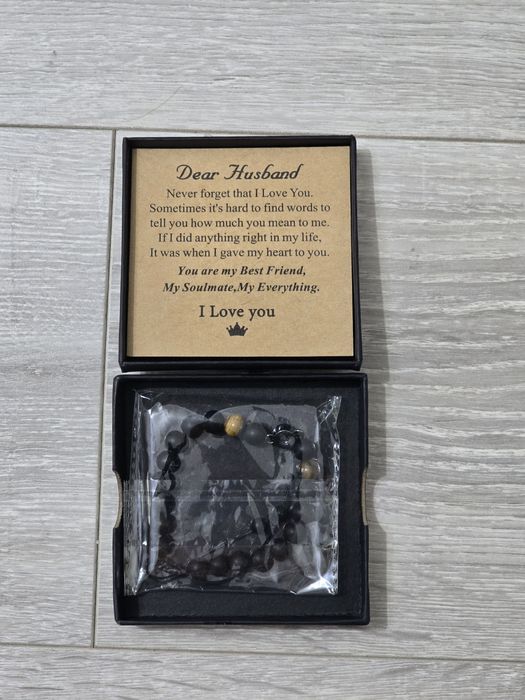 Dear Husband
Never forget that I Love You.
Sometimes it's hard to find words to
tell you how much you mean to me.
If I did anything right in my life,
It was when I gave my heart to you.
You are my Best Friend,
My Soulmate,My Everything.
I Love you